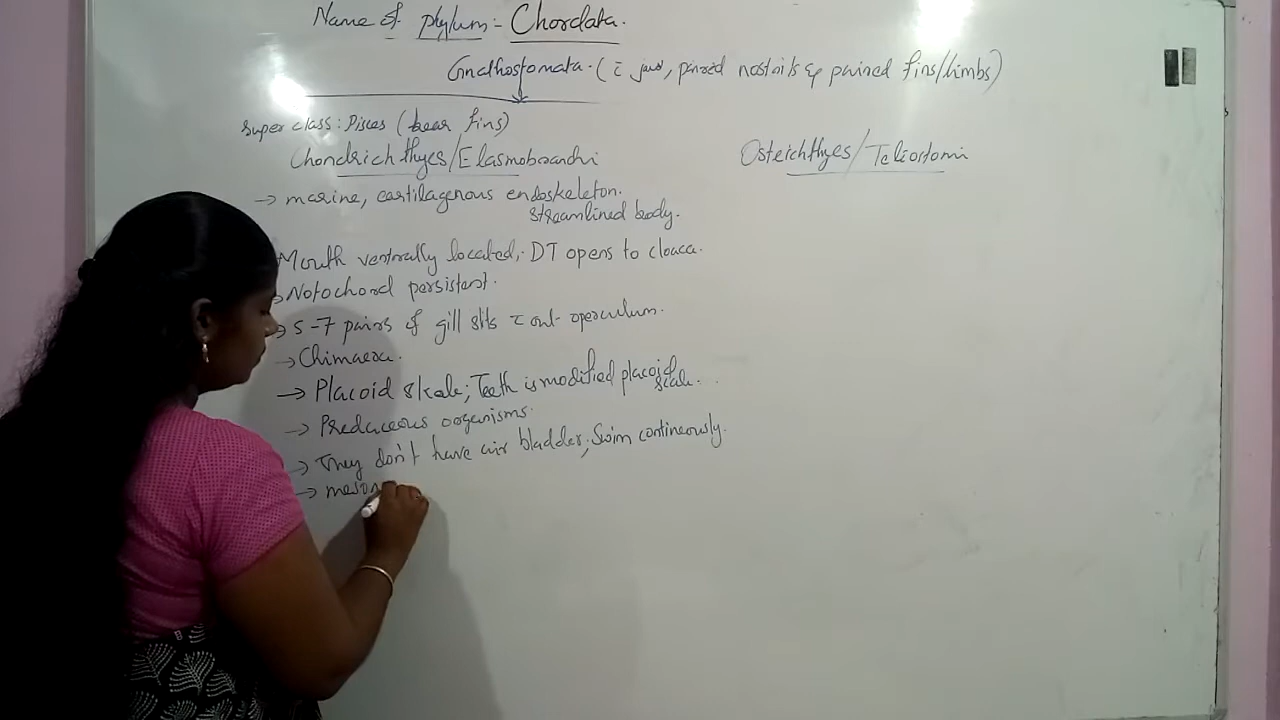 Name of phylum:- Chordata.
Gnathostomata. (c̄ jaws, paired nostrils & paired fins/limbs)
Super class: Pisces (bear fins)
Chondrichthyes/Elasmobranchi
Osteichthyes/Teleostomi
→ marine, cartilagenous endoskeleton.
streamlined body.
Mouth ventrally located,. DT opens to cloaca.
→ Notochord persistent.
→ 5-7 pairs of gill slits c̄ out operculum.
→ Chimaera.
→ Placoid scale; Teeth is modified placoid
scale.
→ Predaceous organisms.
→ They don't have air bladder; Swim contineously.
→ meson